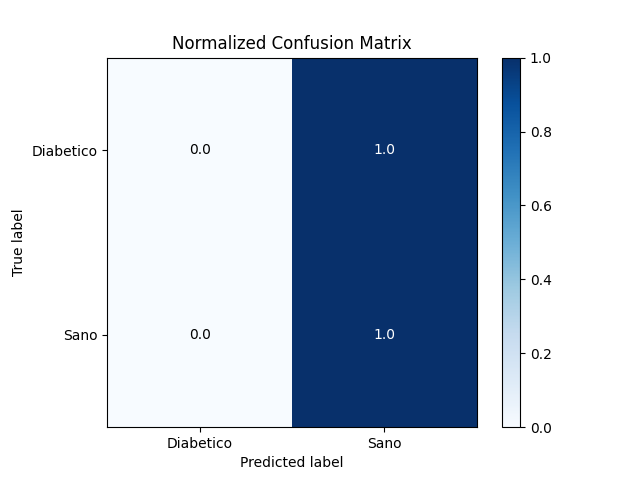 Normalized Confusion Matrix
True label
Diabetico
0.0
1.0
Sano
0.0
1.0
Diabetico
Sano
Predicted label
1.0
0.8
0.6
0.4
0.2
0.0